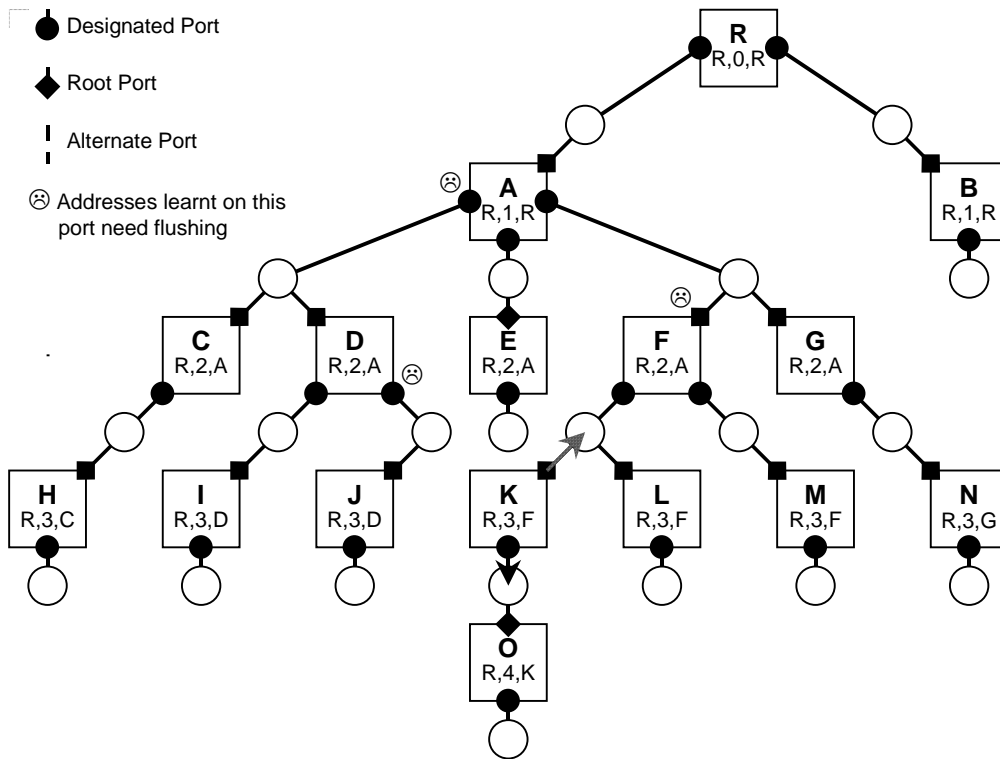 Designated Port
Root Port
Alternate Port
☹ Addresses learnt on this
port need flushing
R
R,0,R
A
R,1,R
B
R,1,R
C
R,2,A
D
R,2,A
E
R,2,A
F
R,2,A
G
R,2,A
H
R,3,C
I
R,3,D
J
R,3,D
K
R,3,F
L
R,3,F
M
R,3,F
N
R,3,G
O
R,4,K